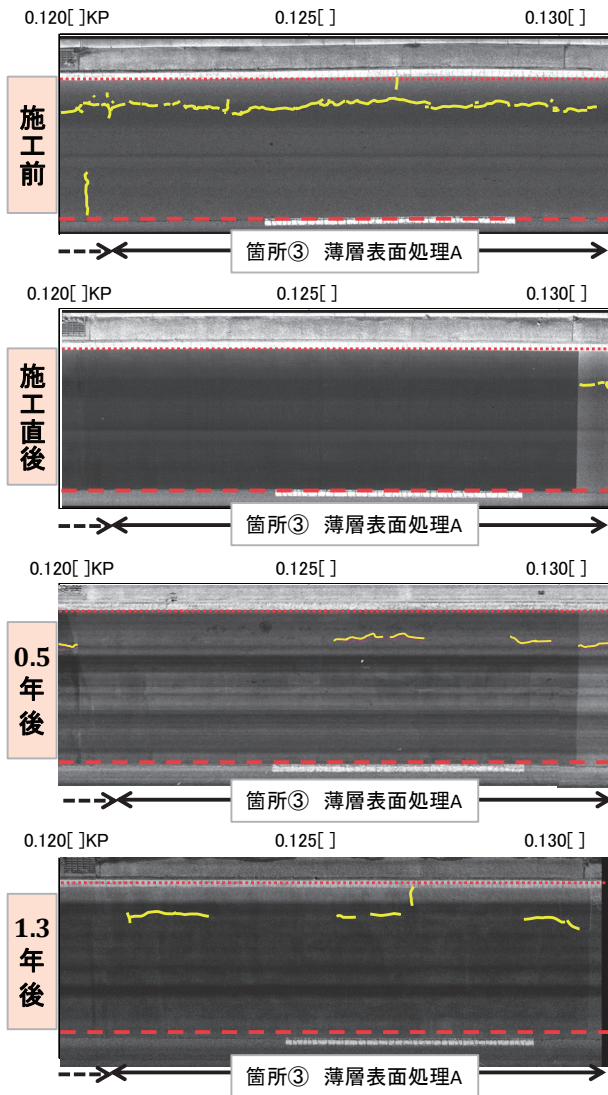 0.120[ ]KP 0.125[ ] 0.130[ ]
施工前
箇所③ 薄層表面処理A
0.120[ ]KP 0.125[ ] 0.130[ ]
施工直後
箇所③ 薄層表面処理A
0.120[ ]KP 0.125[ ] 0.130[ ]
0.5年後
箇所③ 薄層表面処理A
0.120[ ]KP 0.125[ ] 0.130[ ]
1.3年後
箇所③ 薄層表面処理A